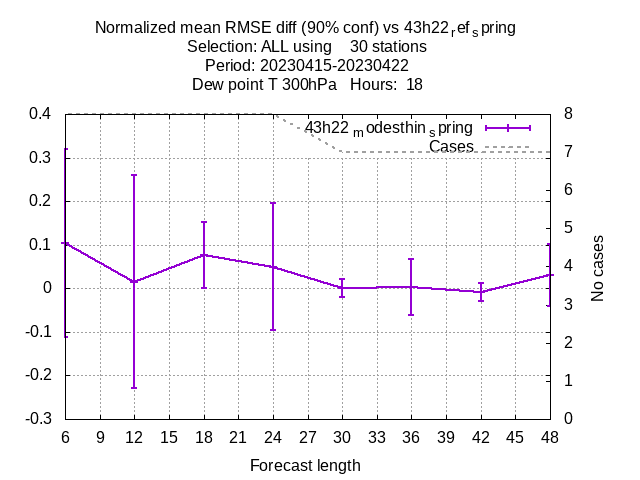 Normalized mean RMSE diff (90% conf) vs 43h22refspring
Selection: ALL using 30 stations
Period: 20230415-20230422
Dew point T 300hPa Hours: 18
43h22modesthinspring
Cases
0.4
0.3
0.2
0.1
0
-0.1
-0.2
-0.3
8
7
6
5
4
3
2
1
0
No cases
6 9 12 15 18 21 24 27 30 33 36 39 42 45 48
Forecast length